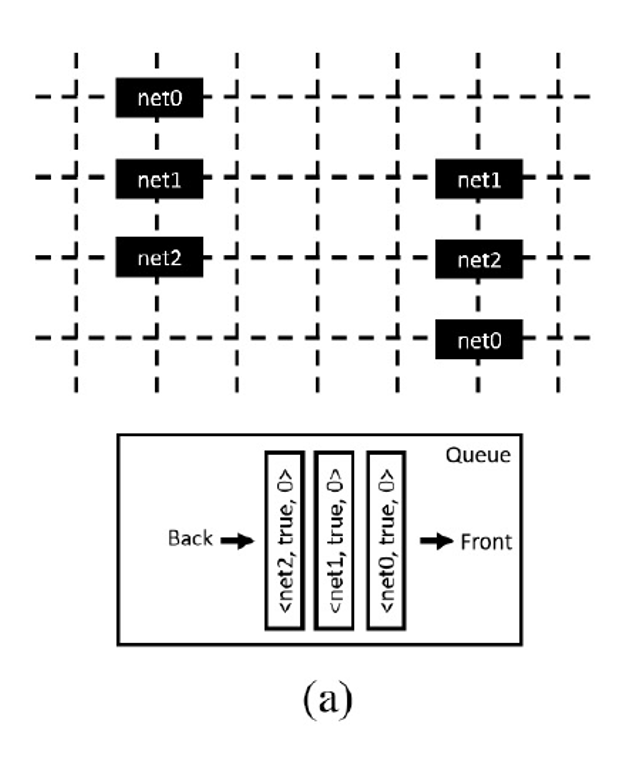 net0
net1 net1
net2 net2
net0
Queue
Back <net2, true, 0> <net1, true, 0> <net0, true, 0> Front
(a)